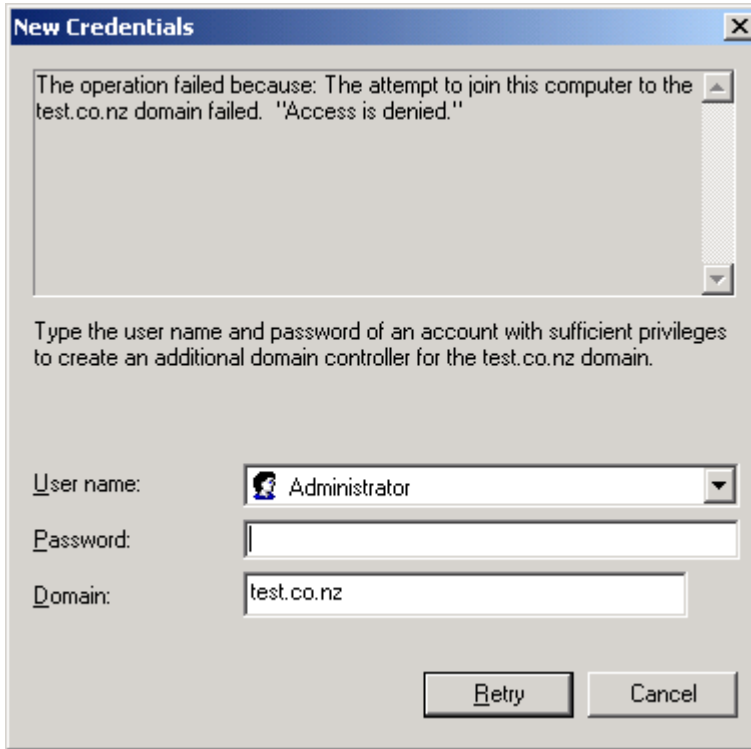 New Credentials
The operation failed because: The attempt to join this computer to the
test.co.nz domain failed.  "Access is denied."
Type the user name and password of an account with sufficient privileges
to create an additional domain controller for the test.co.nz domain.
User name: Administrator
Password:
Domain: test.co.nz
Retry Cancel